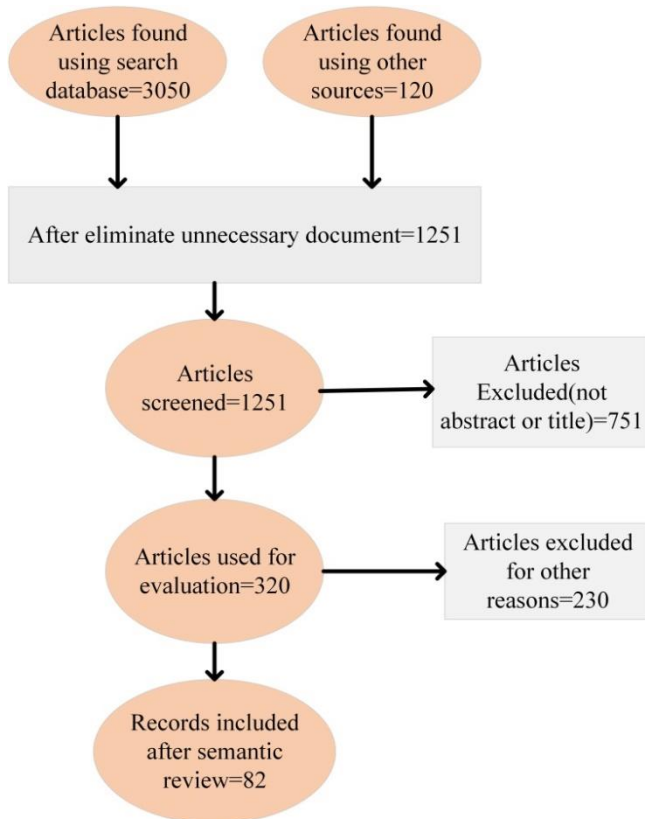 Articles found
using search
database=3050
Articles found
using other
sources=120
After eliminate unnecessary document=1251
Articles
screened=1251
Articles
Excluded(not
abstract or title)=751
Articles used for
evaluation=320
Articles excluded
for other
reasons=230
Records included
after semantic
review=82